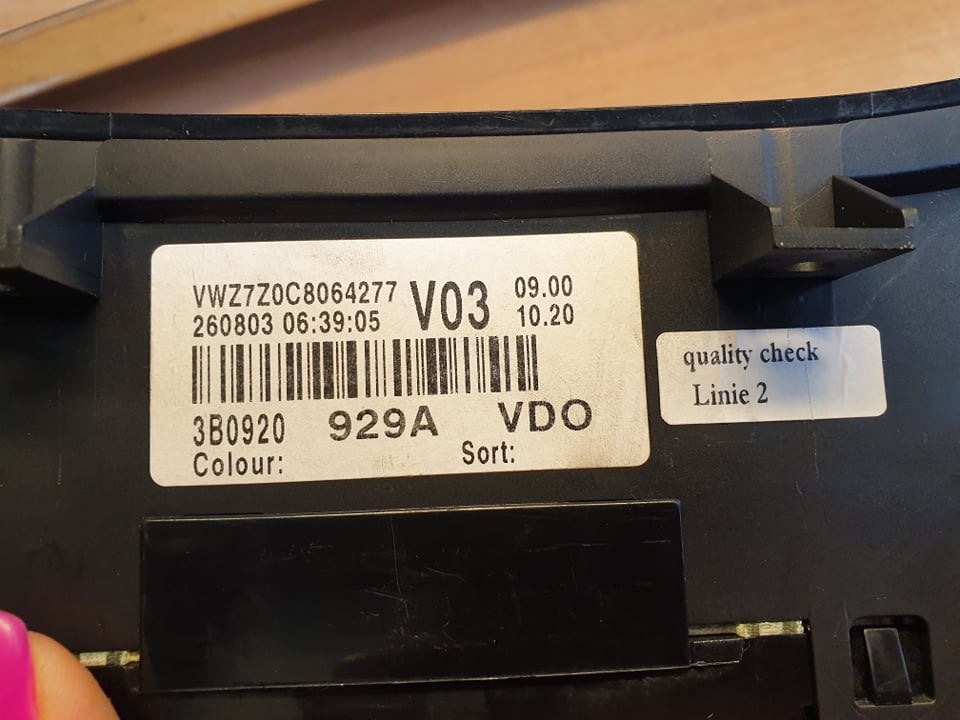 VWZ7Z0C8064277 V03 09.00
260803 06:39:05 10.20
3B0920 929A VDO
Colour: Sort:
quality check
Linie 2